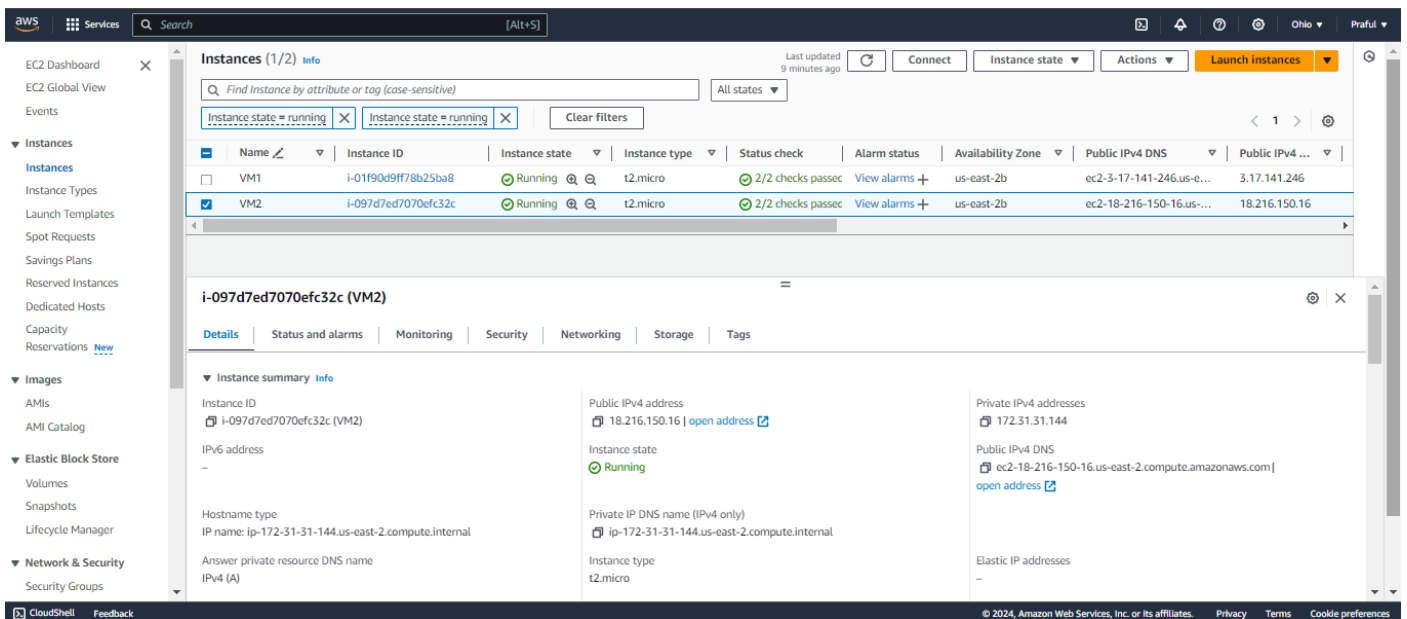 aws Services Search [Alt+S] Ohio Praful
EC2 Dashboard
EC2 Global View
Events
Instances
Instances
Instance Types
Launch Templates
Spot Requests
Savings Plans
Reserved Instances
Dedicated Hosts
Capacity
Reservations New
Images
AMIs
AMI Catalog
Elastic Block Store
Volumes
Snapshots
Lifecycle Manager
Network & Security
Security Groups
Instances (1/2) Info
Last updated
9 minutes ago
Connect Instance state Actions Launch instances
Find Instance by attribute or tag (case-sensitive) All states
Instance state = running Instance state = running Clear filters
1
Name Instance ID Instance state Instance type Status check Alarm status Availability Zone Public IPv4 DNS Public IPv4 ...
VM1 i-01f90d9ff78b25ba8 Running t2.micro 2/2 checks passec View alarms us-east-2b ec2-3-17-141-246.us-e... 3.17.141.246
VM2 i-097d7ed7070efc32c Running t2.micro 2/2 checks passec View alarms us-east-2b ec2-18-216-150-16.us-... 18.216.150.16
i-097d7ed7070efc32c (VM2)
Details Status and alarms Monitoring Security Networking Storage Tags
Instance summary Info
Instance ID Public IPv4 address Private IPv4 addresses
i-097d7ed7070efc32c (VM2) 18.216.150.16 | open address 172.31.31.144
IPv6 address Instance state Public IPv4 DNS
– Running ec2-18-216-150-16.us-east-2.compute.amazonaws.com |
open address
Hostname type Private IP DNS name (IPv4 only)
IP name: ip-172-31-31-144.us-east-2.compute.internal ip-172-31-31-144.us-east-2.compute.internal
Answer private resource DNS name Instance type Elastic IP addresses
IPv4 (A) t2.micro –
CloudShell Feedback © 2024, Amazon Web Services, Inc. or its affiliates. Privacy Terms Cookie preferences